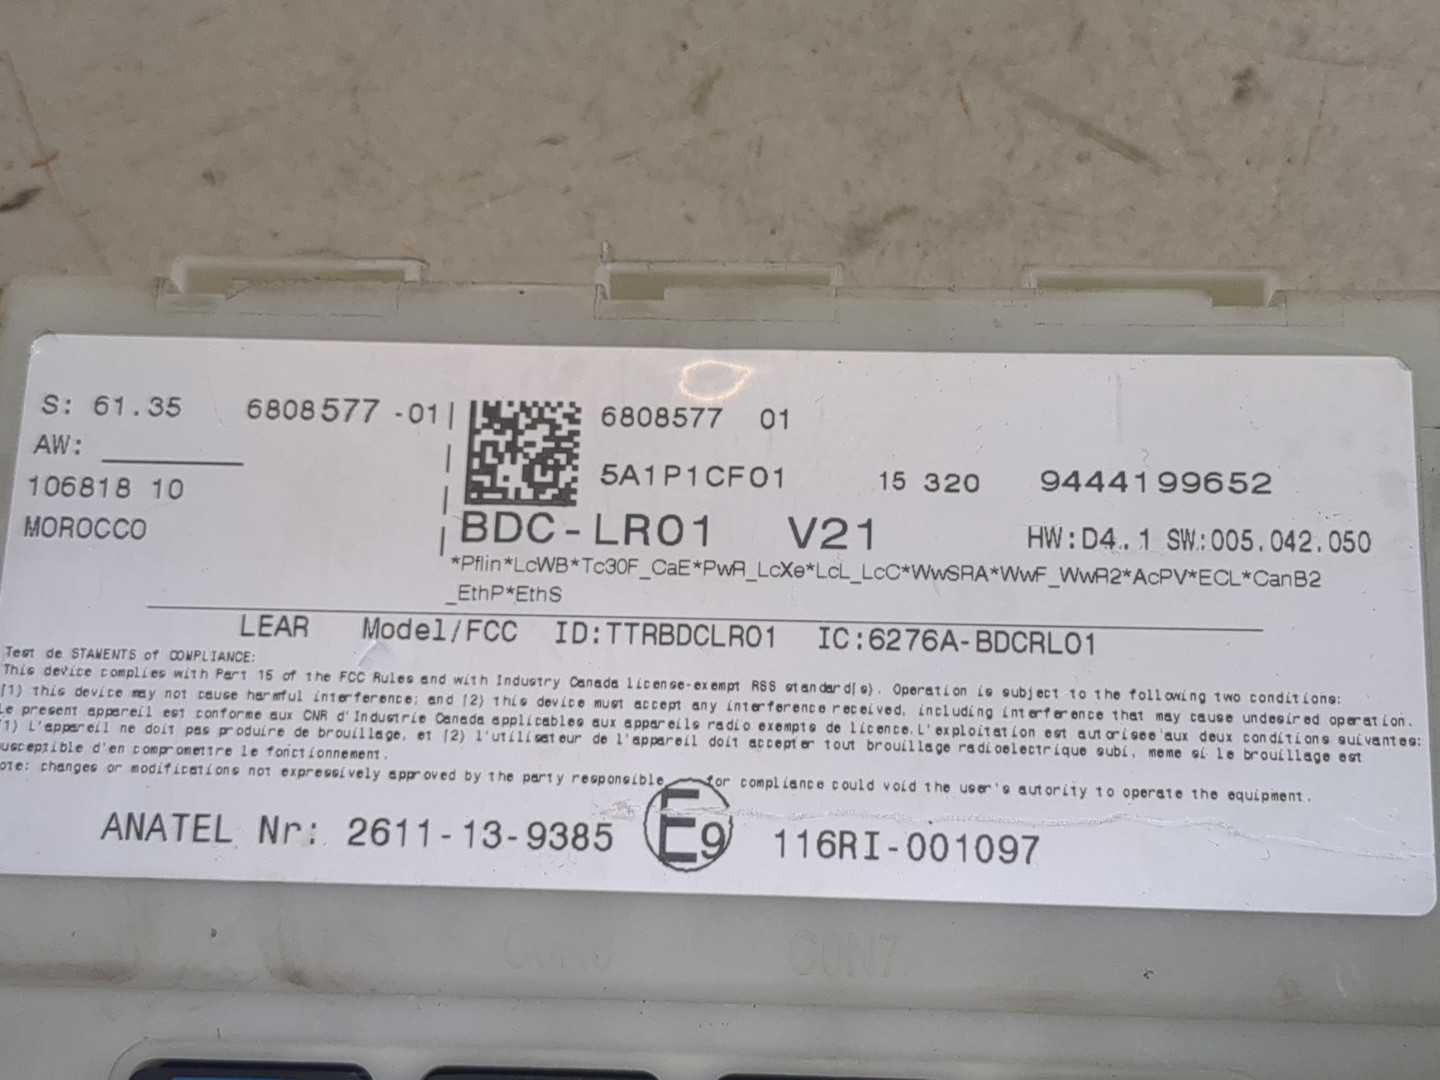 S: 61.35 6808577 -01
6808577 01
AW:
5A1P1CF01 15 320 9444199652
106818 10
MOROCCO
BDC-LR01 V21 HW:D4..1 SW:005.042.050
*Pflin*LcWB*Tc30F_CaE*PwR_LcXe*LcL_LcC*WwSRA*WwF_WwR2*AcPV*ECL*CanB2
_EthP*EthS
LEAR Model/FCC ID:TTRBDCLR01 IC:6276A-BDCRL01
Test de STAMENTS of COMPLIANCE:
This device complies with Part 15 of the FCC Rules and with Industry Canada license-exempt RSS standard(s). Operation is subject to the following two conditions:
(1) this device may not cause harmful interference; and (2) this device must accept any interference received, including interference that may cause undesired operation.
Le present appareil est conforme aux CNR d'Industrie Canada applicables aux appareils radio exempts de licence.L'exploitation est autorisee'aux deux conditions suivantes:
(1) L'appareil ne doit pas produire de brouillage, et (2) l'utilisateur de l'appareil doit accepter tout brouillage radioelectrique subi, meme si le brouillage est
usceptible d'en compromettre le fonctionnement.
ote: changes or modifications not expressively approved by the party responsible for compliance could void the user's autority to operate the equipment.
ANATEL Nr: 2611-13-9385 E9 116RI-001097
CON7